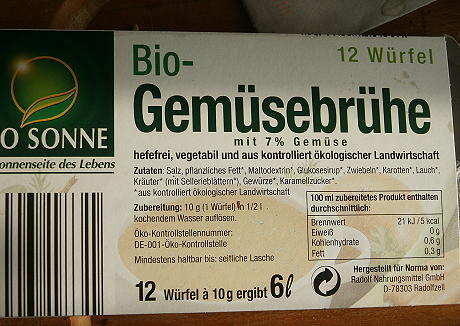 12 Würfel
Bio-
Gemüsebrühe
mit 7% Gemüse
O SONNE
onnenseite des Lebens
hefefrei, vegetabil und aus kontrolliert ökologischer Landwirtschaft
Zutaten: Salz, pflanzliches Fett*, Maltodextrin*, Glukosesirup*, Zwiebeln*, Karotten*, Lauch*,
Kräuter* (mit Sellerieblättern*), Gewürze*, Karamelzucker*
*aus kontrolliert ökologischer Landwirtschaft
Zubereitung: 10 g (1 Würfel) in 1/2 l
kochendem Wasser auflösen.
Öko-Kontrollstellennummer:
DE-001-Öko-Kontrollstelle
Mindestens haltbar bis: seitliche Lasche
12 Würfel à 10g ergibt 6l
100 ml zubereitetes Produkt enthalten
durchschnittlich:
Brennwert 21 kJ / 5 kcal
Eiweiß 0 g
Kohlenhydrate 0,6 g
Fett 0,3 g
Hergestellt für Norma von:
Radolf Nahrungsmittel GmbH
D-78303 Radolfzell